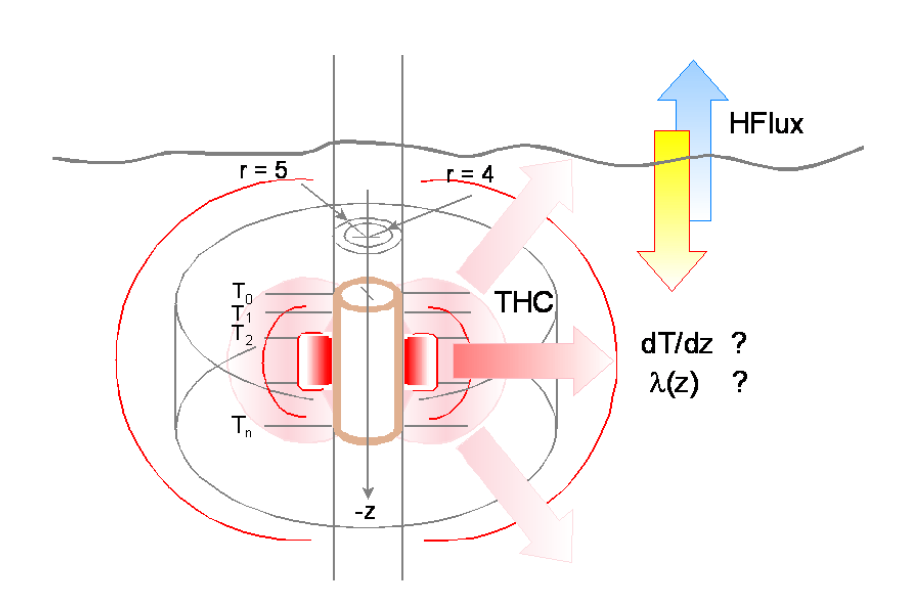 HFlux
r = 5
r = 4
T0
T1
T2
THC
dT/dz ?
λ(z) ?
Tn
-z